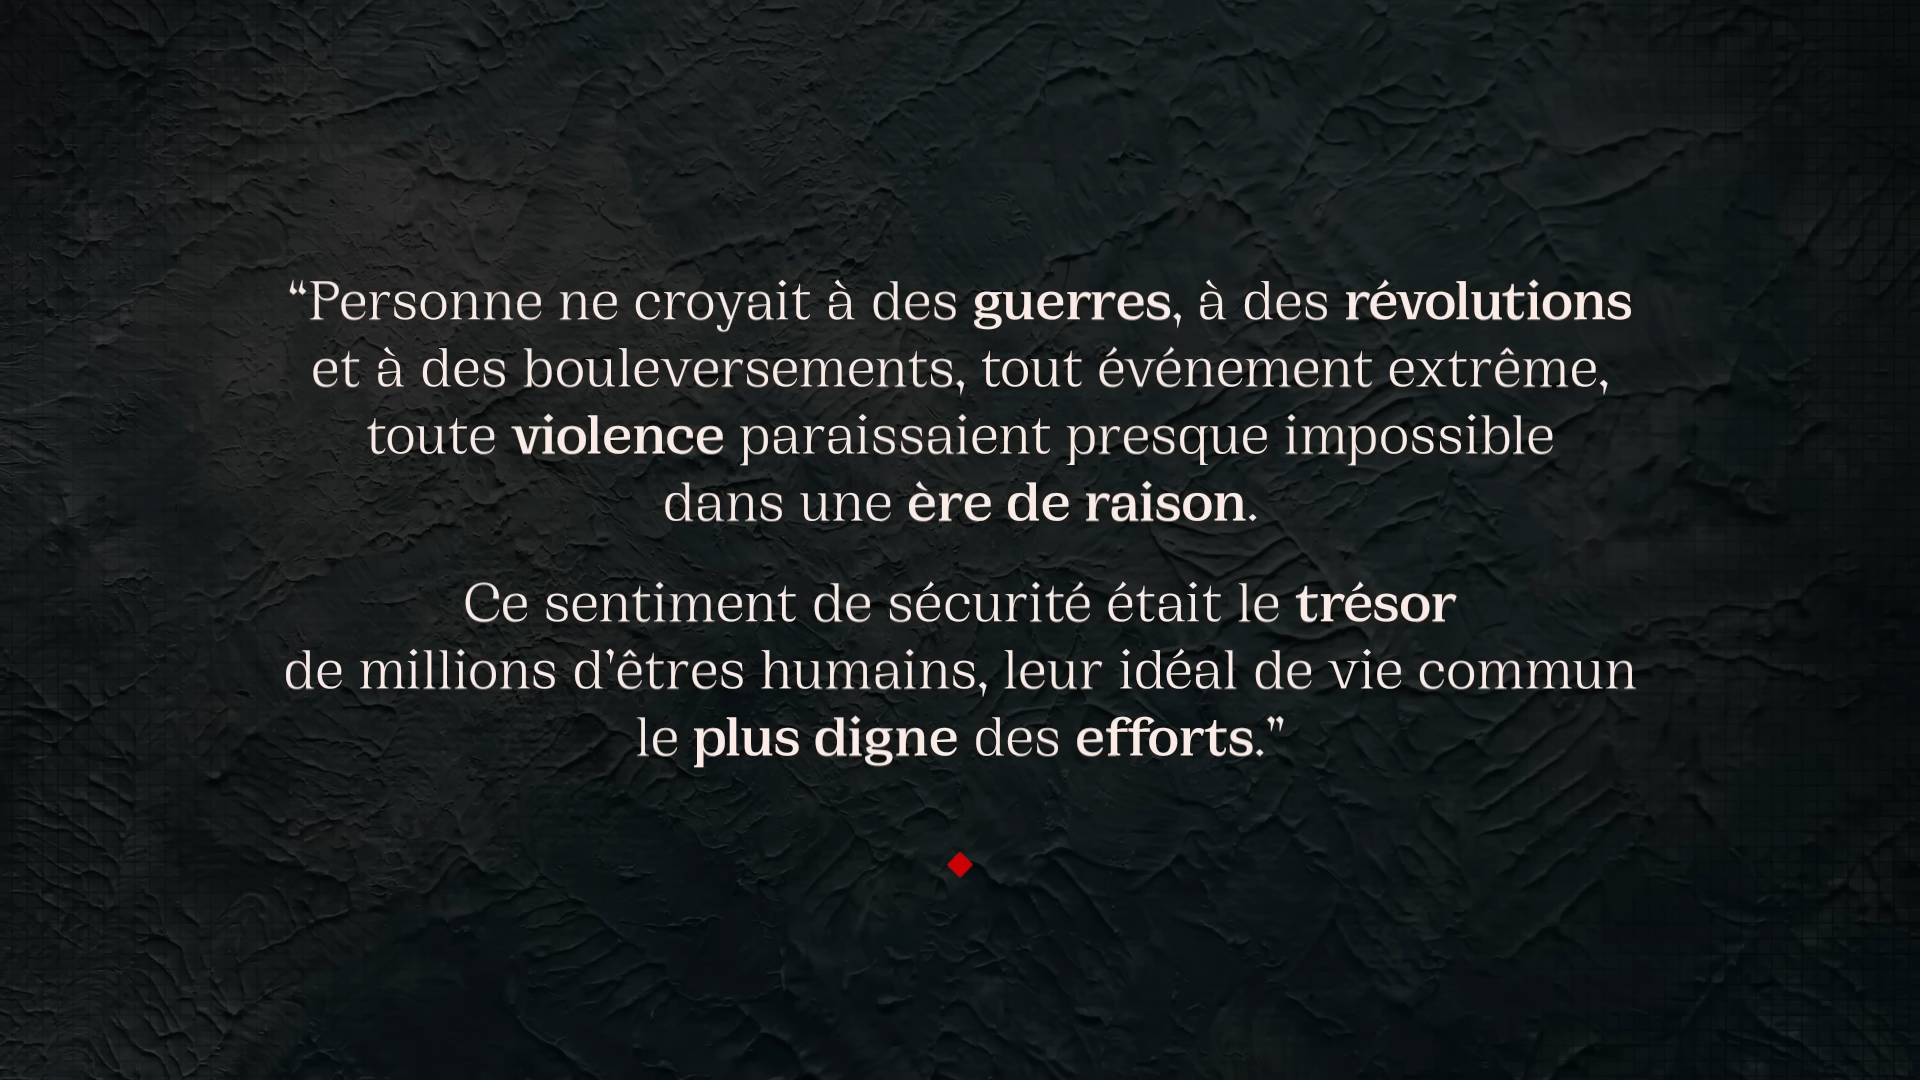 “Personne ne croyait à des guerres, à des révolutions
et à des bouleversements, tout événement extrême,
toute violence paraissaient presque impossible
dans une ère de raison.
Ce sentiment de sécurité était le trésor
de millions d’êtres humains, leur idéal de vie commun
le plus digne des efforts.”